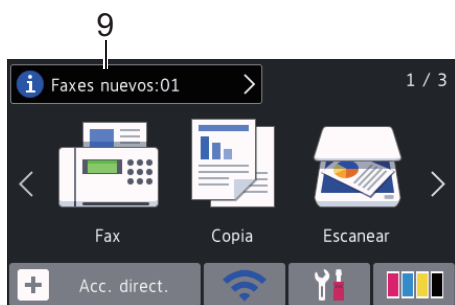 9
i Faxes nuevos:01 >
1 / 3
Fax Copia Escanear
+ Acc. direct.